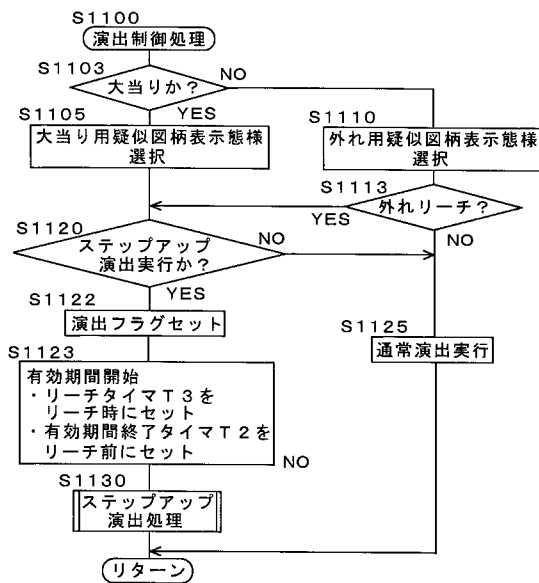 S1100
演出制御処理
S1103
大当りか？
NO
YES
S1105
大当り用疑似図柄表示態様
選択
S1110
外れ用疑似図柄表示態様
選択
S1113
外れリーチ？
YES
NO
S1120
ステップアップ
演出実行か？
NO
YES
S1122
演出フラグセット
S1125
通常演出実行
S1123
有効期間開始
・リーチタイマＴ３を
リーチ時にセット
・有効期間終了タイマＴ２を
リーチ前にセット
NO
S1130
ステップアップ
演出処理
リターン